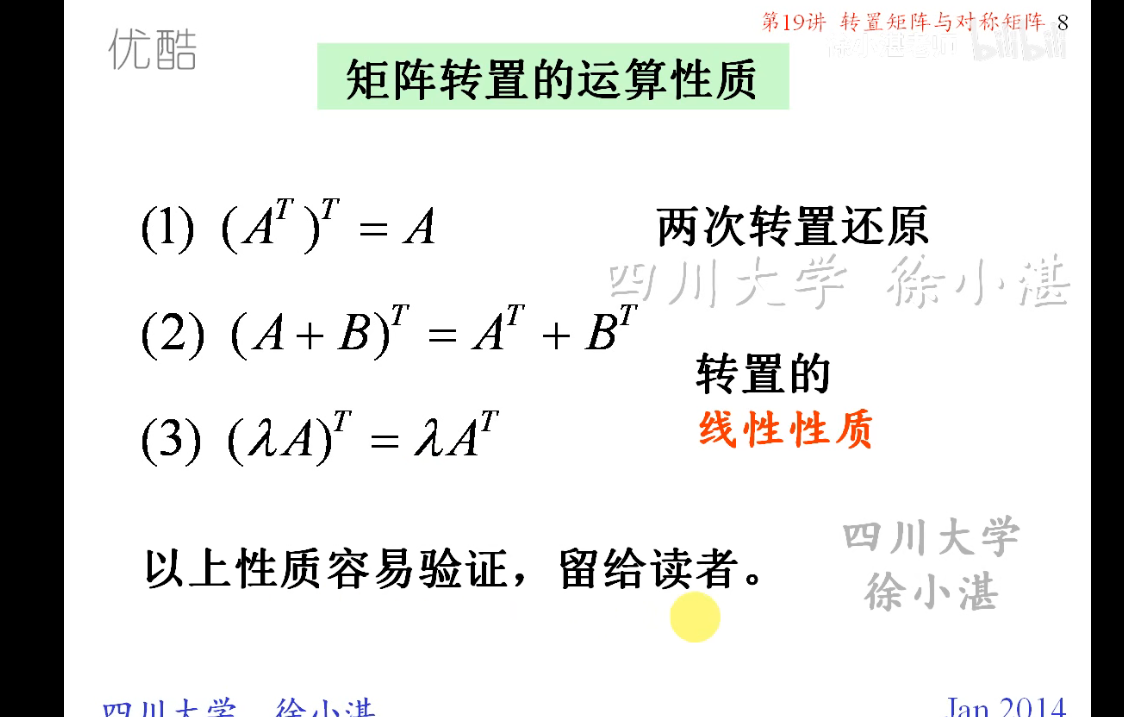 第19讲 转置矩阵与对称矩阵 8
优酷
bilibili
矩阵转置的运算性质
(1) (A^T)^T = A 两次转置还原
四川大学 徐小湛
(2) (A + B)^T = A^T + B^T
转置的
(3) (λA)^T = λA^T
线性性质
四川大学
以上性质容易验证，留给读者。
徐小湛
四川大学 徐小湛
Jan 2014